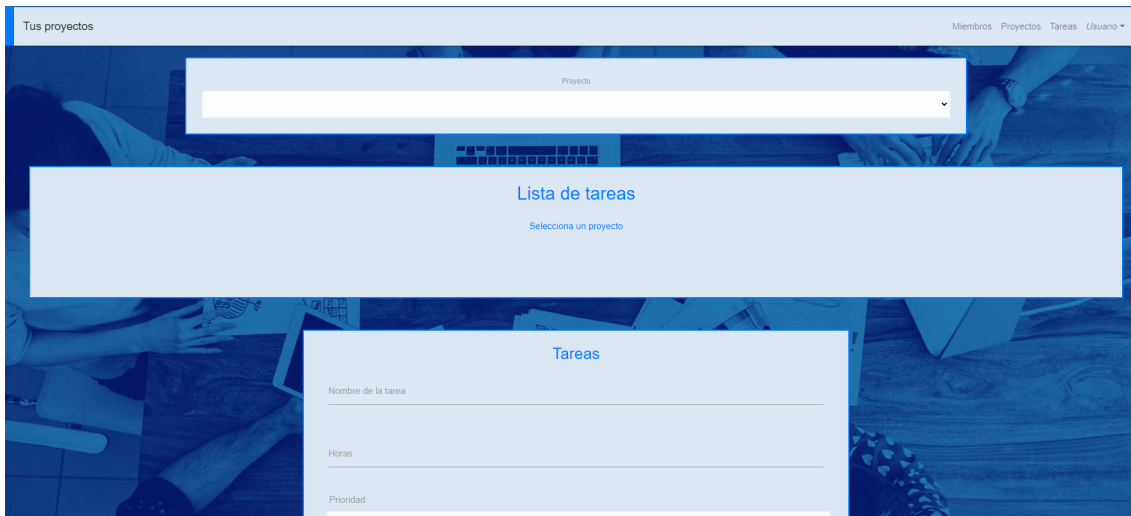 Tus proyectos
Miembros Proyectos Tareas Usuario
Proyecto
Lista de tareas
Selecciona un proyecto
Tareas
Nombre de la tarea
Horas
Prioridad